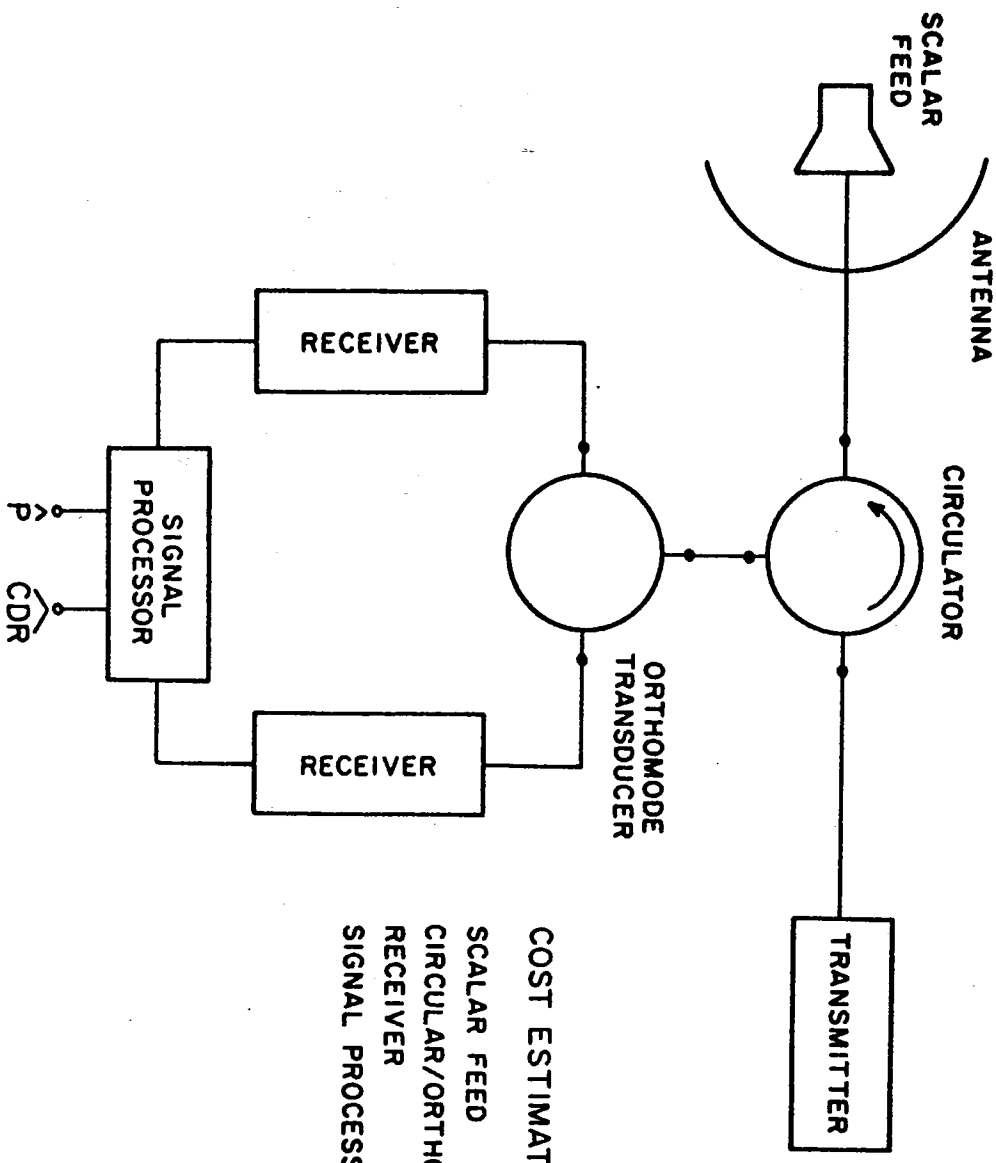 SCALAR
FEED
ANTENNA
CIRCULATOR
TRANSMITTER
ORTHOMODE
TRANSDUCER
RECEIVER
RECEIVER
SIGNAL
PROCESSOR
P̂
CDR̂
COST ESTIMAT
SCALAR FEED
CIRCULAR/ORTHO
RECEIVER
SIGNAL PROCESS